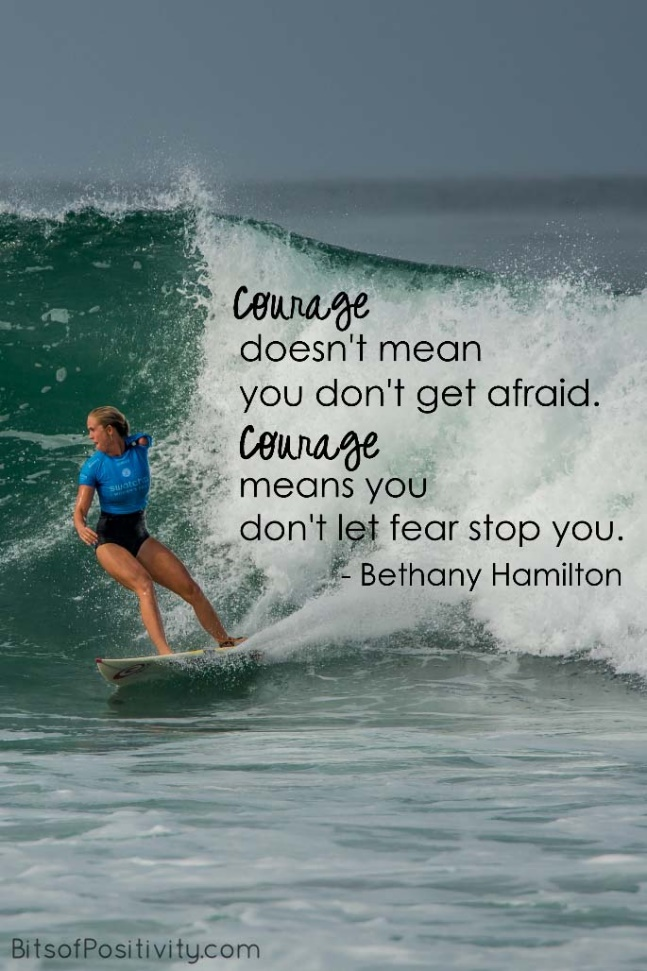 Courage
doesn't mean
you don't get afraid.
Courage
means you
don't let fear stop you.
- Bethany Hamilton
BitsofPositivity.com